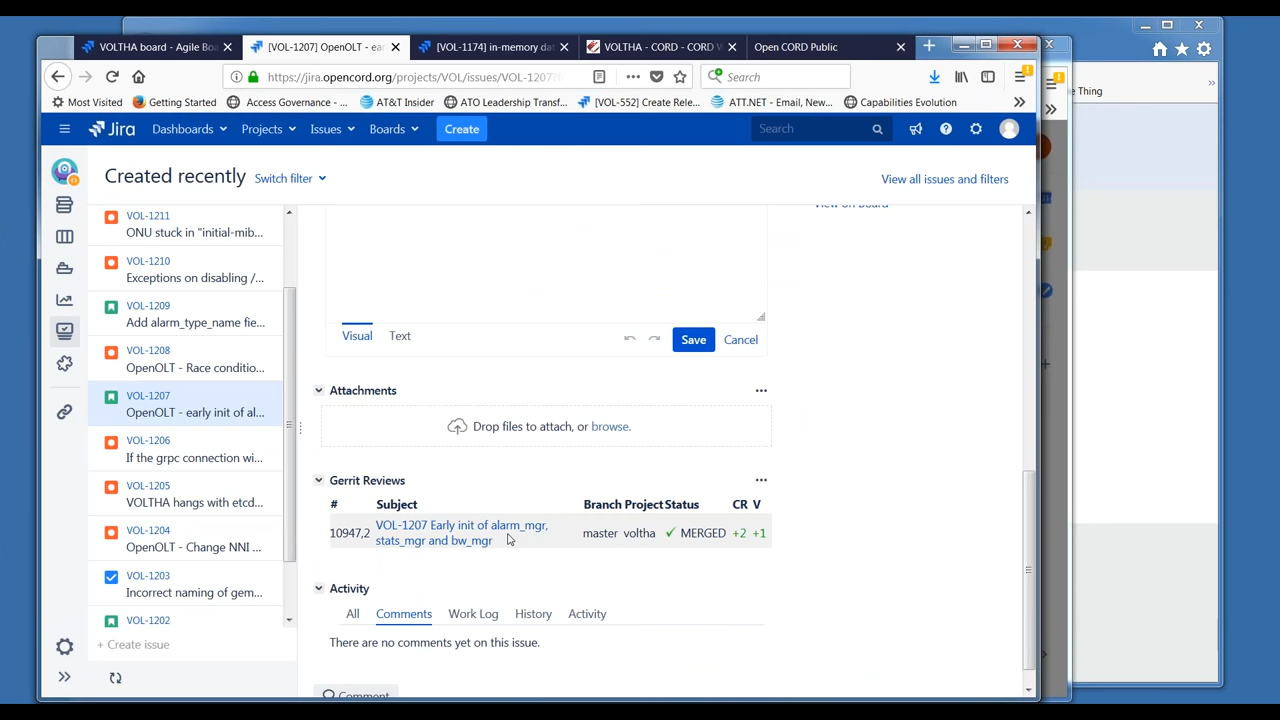 VOLTHA board - Agile Boa
[VOL-1207] OpenOLT - ea
[VOL-1174] in-memory da
VOLTHA - CORD - CORD W
Open CORD Public
https://jira.opencord.org/projects/VOL/issues/VOL-1207?
Search
Most Visited
Getting Started
Access Governance - ...
AT&T Insider
ATO Leadership Transf...
[VOL-552] Create Rele...
ATT.NET - Email, New...
Capabilities Evolution
e Thing
Jira
Dashboards
Projects
Issues
Boards
Create
Search
Created recently
Switch filter
View all issues and filters
View on Board
VOL-1211
ONU stuck in "initial-mib...
VOL-1210
Exceptions on disabling /...
VOL-1209
Add alarm_type_name fie...
VOL-1208
OpenOLT - Race conditio...
VOL-1207
OpenOLT - early init of al...
VOL-1206
If the grpc connection wi...
VOL-1205
VOLTHA hangs with etcd...
VOL-1204
OpenOLT - Change NNI ...
VOL-1203
Incorrect naming of gem...
VOL-1202
+ Create issue
Visual
Text
Save
Cancel
Attachments
Drop files to attach, or browse.
Gerrit Reviews
# Subject Branch Project Status CR V
10947,2 VOL-1207 Early init of alarm_mgr, master voltha MERGED +2 +1
stats_mgr and bw_mgr
Activity
All Comments Work Log History Activity
There are no comments yet on this issue.
Comment